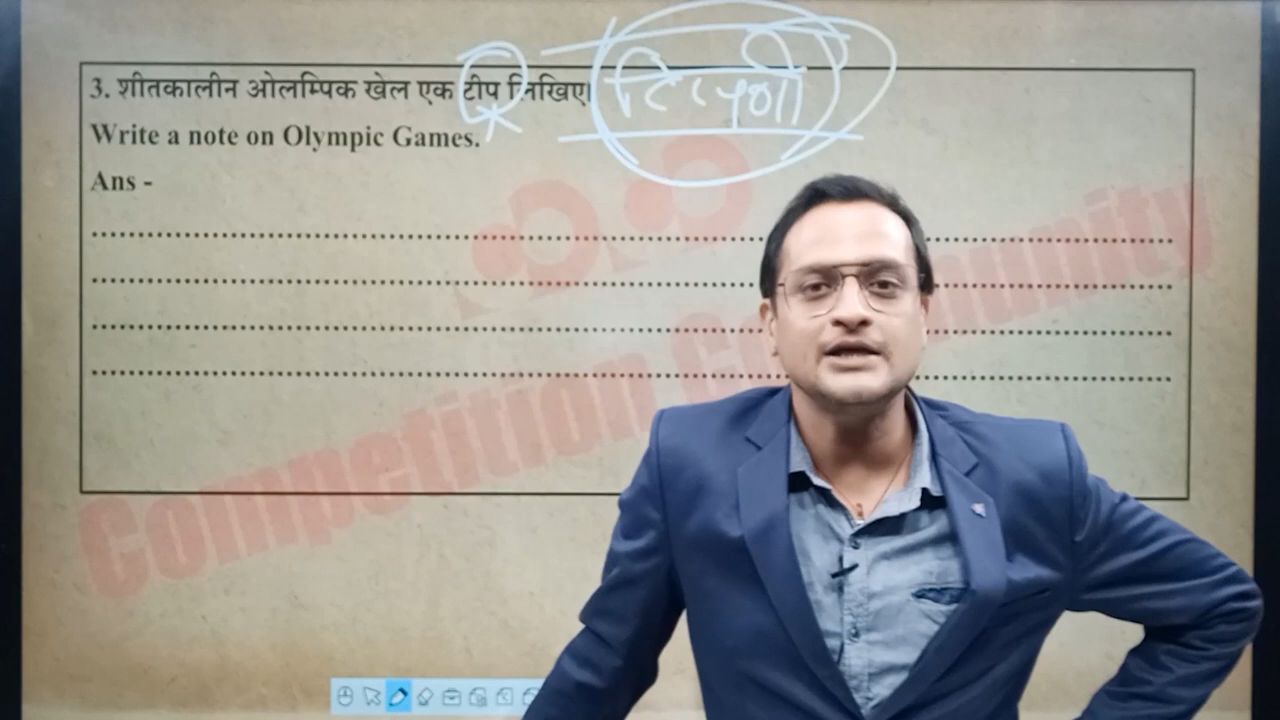 3. शीतकालीन ओलम्पिक खेल एक टीप लिखिए।
टिप्पणी
Write a note on Olympic Games.
Ans -
Competition Community